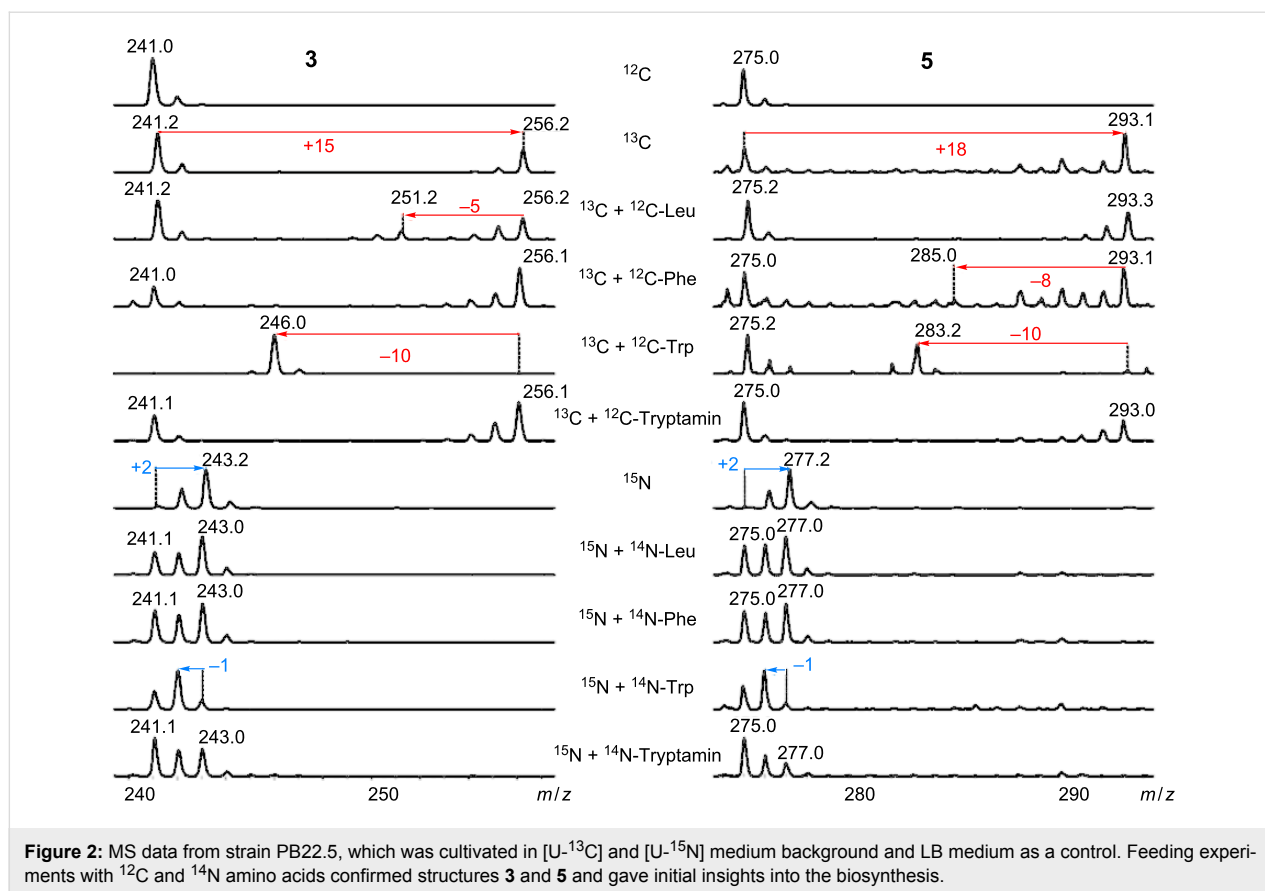 3 5
241.0 ¹²C 275.0
241.2 +15 256.2 ¹³C +18 293.1
241.2 251.2 –5 256.2 ¹³C + ¹²C-Leu 275.2 293.3
241.0 256.1 ¹³C + ¹²C-Phe 275.0 285.0 –8 293.1
246.0 –10 ¹³C + ¹²C-Trp 275.2 283.2 –10
241.1 256.1 ¹³C + ¹²C-Tryptamin 275.0 293.0
+2 243.2 ¹⁵N +2 277.2
241.1 243.0 ¹⁵N + ¹⁴N-Leu 275.0 277.0
241.1 243.0 ¹⁵N + ¹⁴N-Phe 275.0 277.0
–1 ¹⁵N + ¹⁴N-Trp –1
241.1 243.0 ¹⁵N + ¹⁴N-Tryptamin 275.0 277.0
240 250 m/z 280 290 m/z
Figure 2: MS data from strain PB22.5, which was cultivated in [U-¹³C] and [U-¹⁵N] medium background and LB medium as a control. Feeding experi-
ments with ¹²C and ¹⁴N amino acids confirmed structures 3 and 5 and gave initial insights into the biosynthesis.